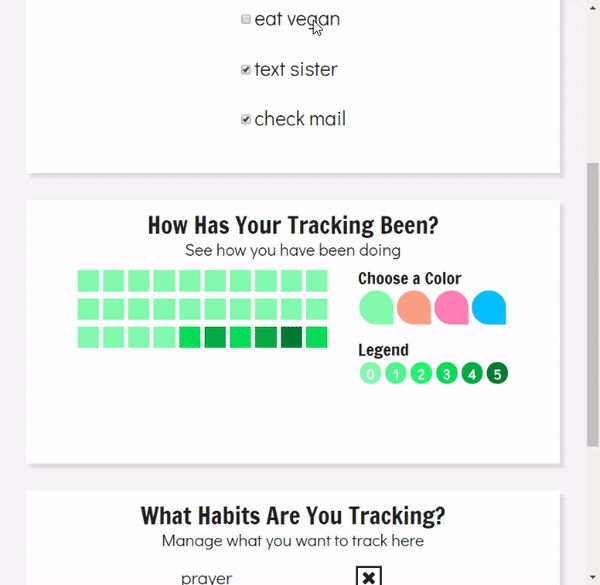 eat vegan
text sister
check mail
How Has Your Tracking Been?
See how you have been doing
Choose a Color
Legend
0 1 2 3 4 5
What Habits Are You Tracking?
Manage what you want to track here
prayer